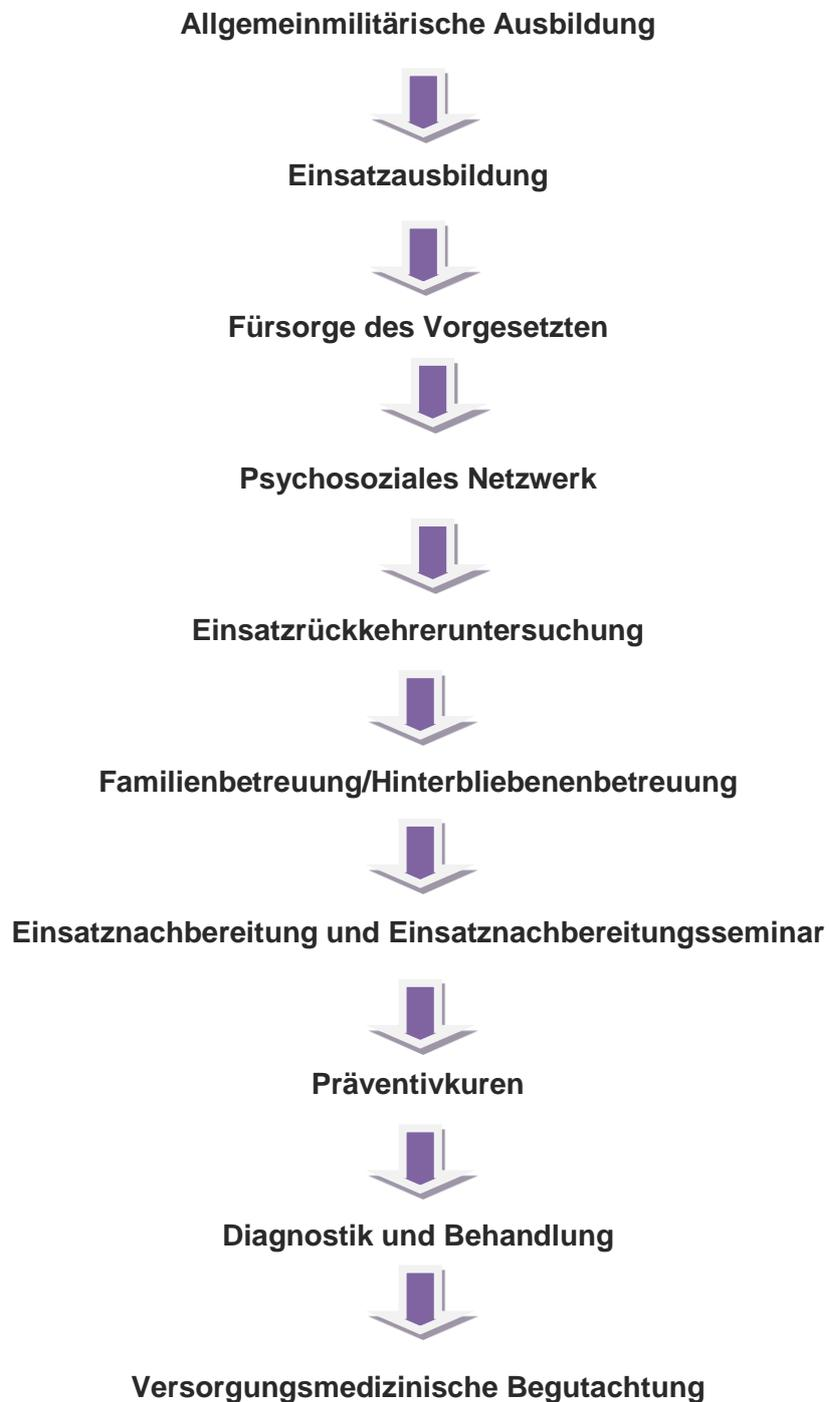 Allgemeinmilitärische Ausbildung
Einsatzausbildung
Fürsorge des Vorgesetzten
Psychosoziales Netzwerk
Einsatzrückkehreruntersuchung
Familienbetreuung/Hinterbliebenenbetreuung
Einsatznachbereitung und Einsatznachbereitungsseminar
Präventivkuren
Diagnostik und Behandlung
Versorgungsmedizinische Begutachtung